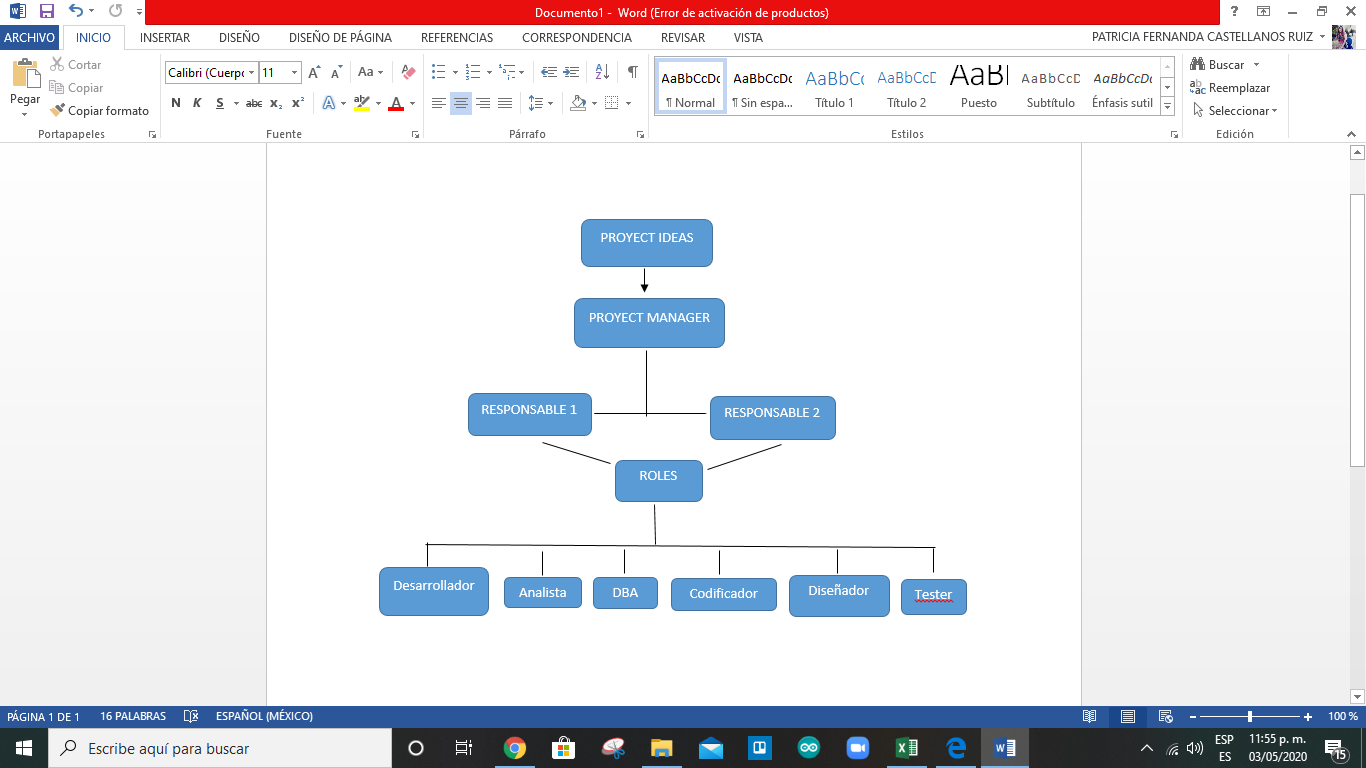 Documento1 - Word (Error de activación de productos)
ARCHIVO INICIO INSERTAR DISEÑO DISEÑO DE PÁGINA REFERENCIAS CORRESPONDENCIA REVISAR VISTA PATRICIA FERNANDA CASTELLANOS RUIZ
Pegar
Cortar
Copiar
Copiar formato
Portapapeles
Calibri (Cuerpo 11
Aa
N K S abc x₂ x² A A
Fuente
Párrafo
AaBbCcDc AaBbCcDc AaBbCc AaBbCcD AaBl AaBbCcD AaBbCcDc
¶ Normal ¶ Sin espa... Título 1 Título 2 Puesto Subtítulo Énfasis sutil
Estilos
Buscar
Reemplazar
Seleccionar
Edición
PROYECT IDEAS
PROYECT MANAGER
RESPONSABLE 1 RESPONSABLE 2
ROLES
Desarrollador Analista DBA Codificador Diseñador Tester
PÁGINA 1 DE 1 16 PALABRAS ESPAÑOL (MÉXICO) 100 %
Escribe aquí para buscar
ESP
ES
11:55 p. m.
03/05/2020
15